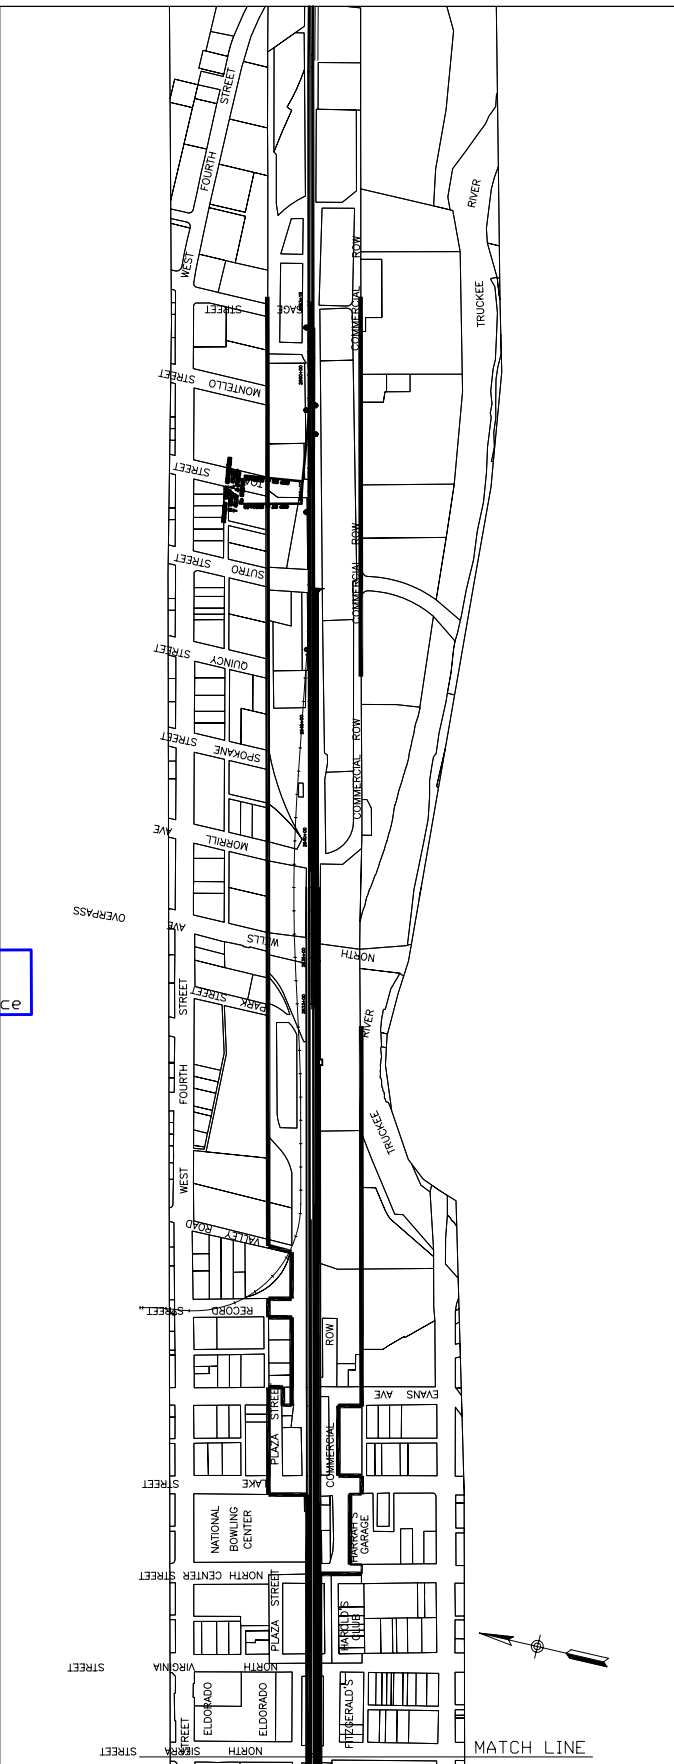 STREET
FOURTH
WEST
RIVER
TRUCKEE
ROW
COMMERCIAL
GAGE STREET
MONTELLO STREET
STREET
ROW
COMMERCIAL
SUTRO STREET
QUINCY STREET
SPOKANE STREET
ROW
COMMERCIAL
MORRILL AVE
OVERPASS
WELLS AVE
NORTH
ce
PARK STREET
STREET
FOURTH
WEST
RIVER
TRUCKEE
VALLEY ROAD
RECORD STREET
ROW
COMMERCIAL
EVANS AVE
PLAZA STREET
LAKE STREET
NATIONAL
BOWLING
CENTER
HARRAH'S
GARAGE
NORTH CENTER STREET
PLAZA STREET
HAROLD'S
CLUB
NORTH VIRGINIA STREET
ELDORADO
ELDORADO
FITZGERALD'S
STREET
NORTH SIERRA STREET
MATCH LINE